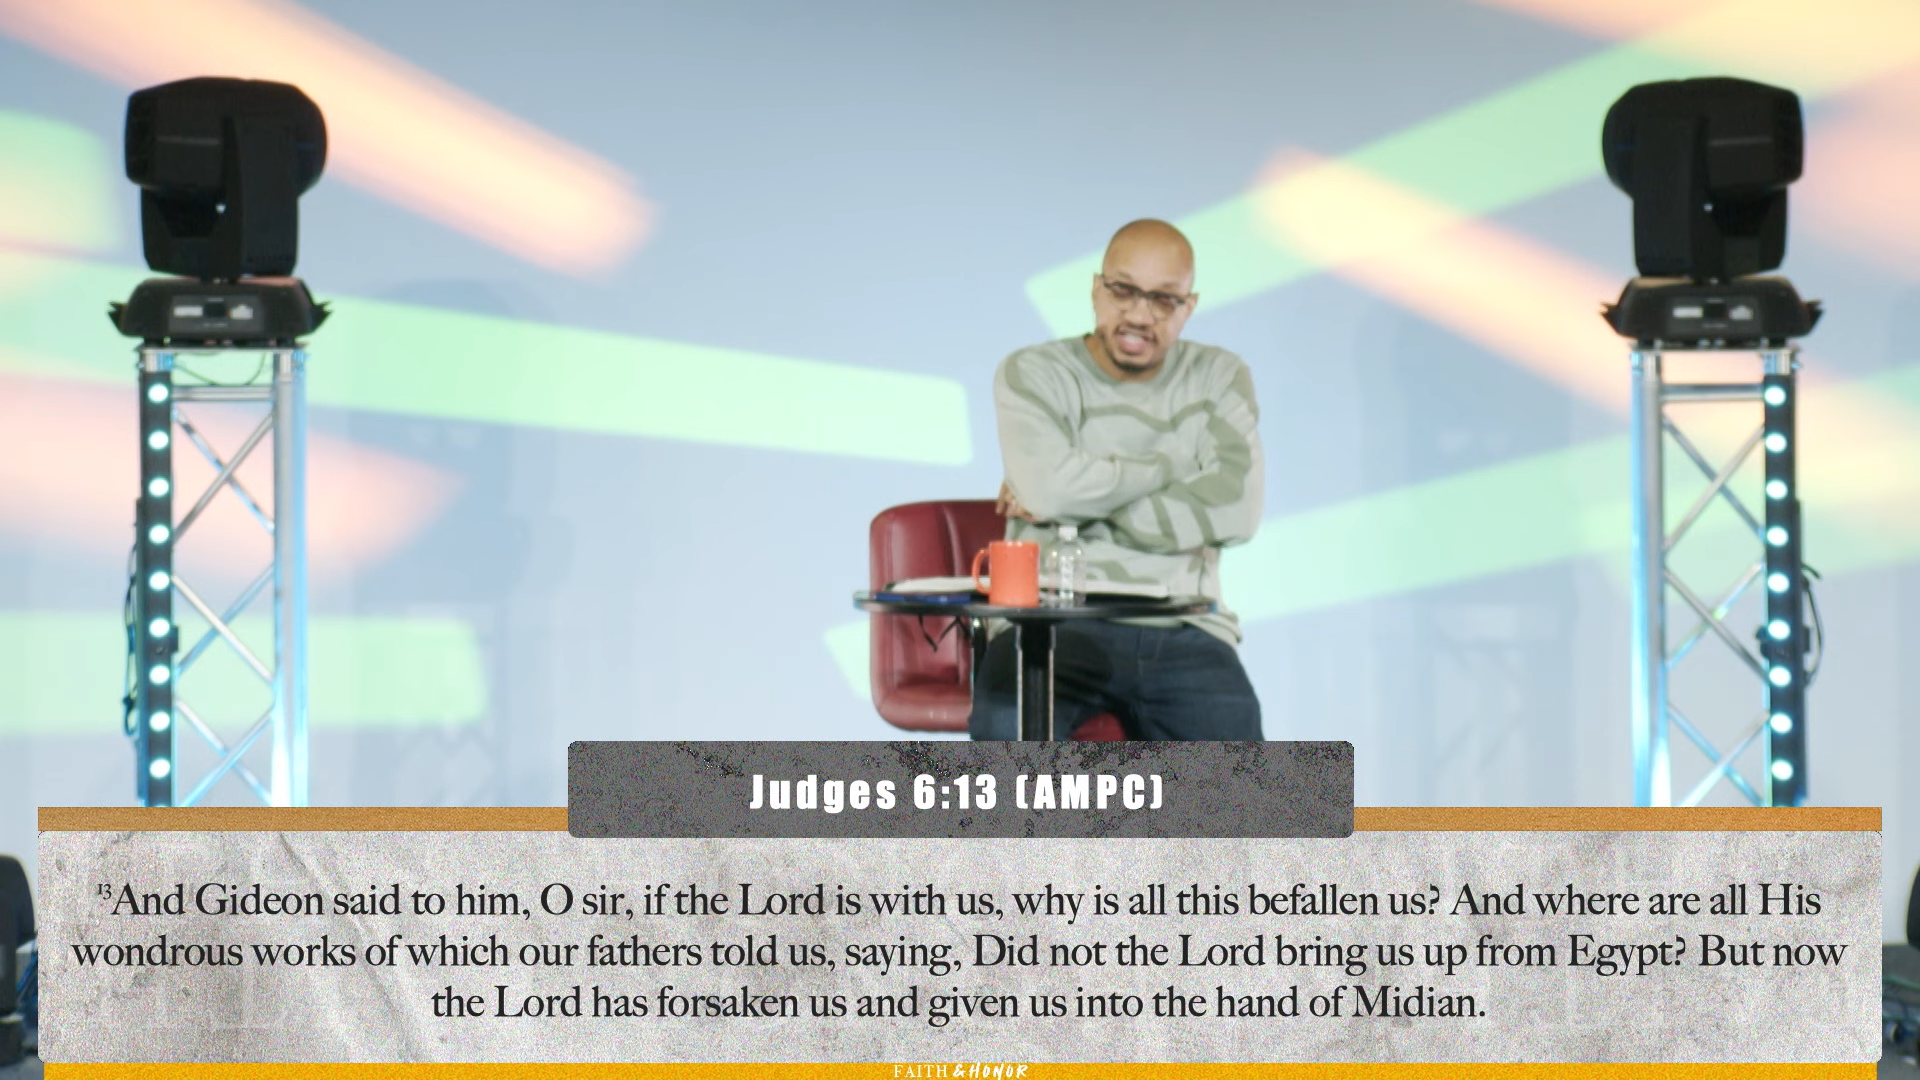 Judges 6:13 (AMPC)
¹³And Gideon said to him, O sir, if the Lord is with us, why is all this befallen us? And where are all His
wondrous works of which our fathers told us, saying, Did not the Lord bring us up from Egypt? But now
the Lord has forsaken us and given us into the hand of Midian.
FAITH & HONOR